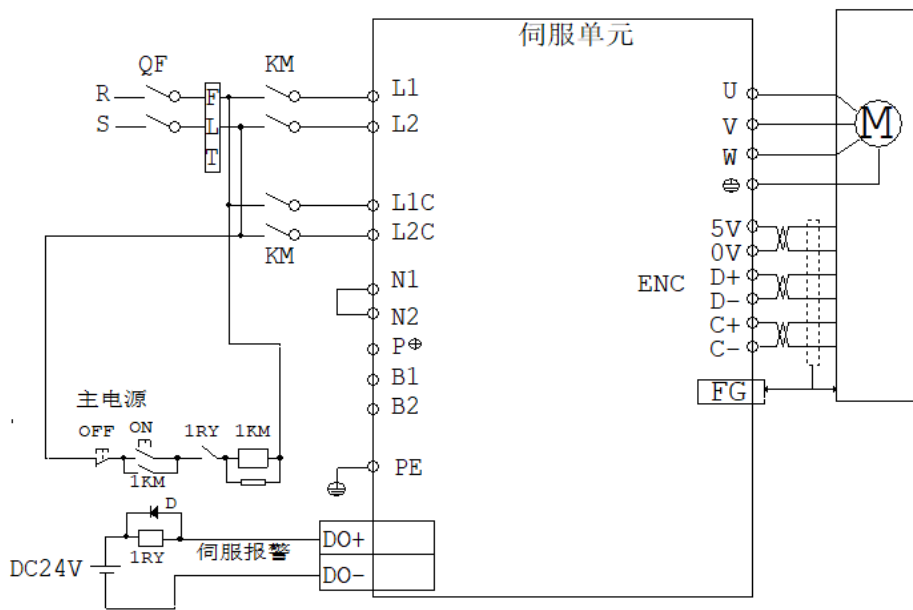 伺服单元
QF
KM
R
S
F
L
T
L1
L2
L1C
L2C
KM
N1
N2
P⊕
B1
B2
PE
U
V
W
M
ENC
5V
0V
D+
D-
C+
C-
FG
主电源
OFF
ON
1RY
1KM
1KM
D
1RY
伺服报警
DC24V
DO+
DO-